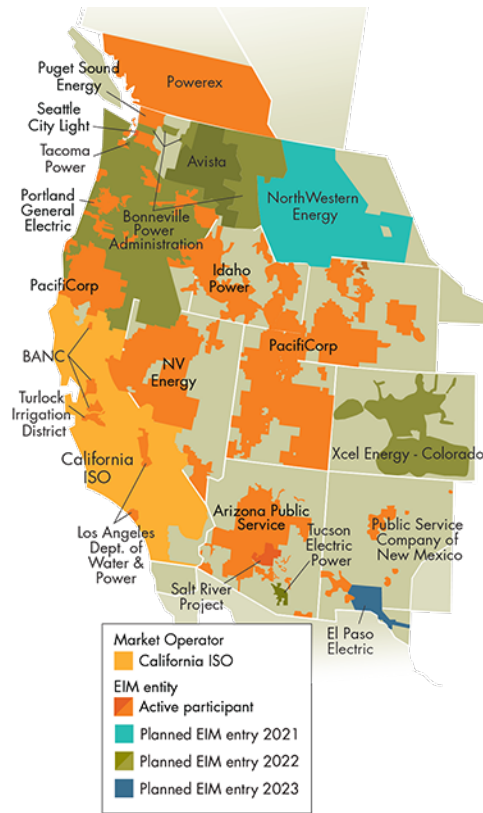 Powerex
Puget Sound
Energy
Seattle
City Light
Tacoma
Power
Avista
NorthWestern
Energy
Portland
General
Electric
Bonneville
Power
Administration
Idaho
Power
PacifiCorp
PacifiCorp
BANC
NV
Energy
Turlock
Irrigation
District
Xcel Energy - Colorado
California
ISO
Arizona Public
Service
Tucson
Electric
Power
Public Service
Company of
New Mexico
Los Angeles
Dept. of
Water &
Power
Salt River
Project
El Paso
Electric
Market Operator
California ISO
EIM entity
Active participant
Planned EIM entry 2021
Planned EIM entry 2022
Planned EIM entry 2023